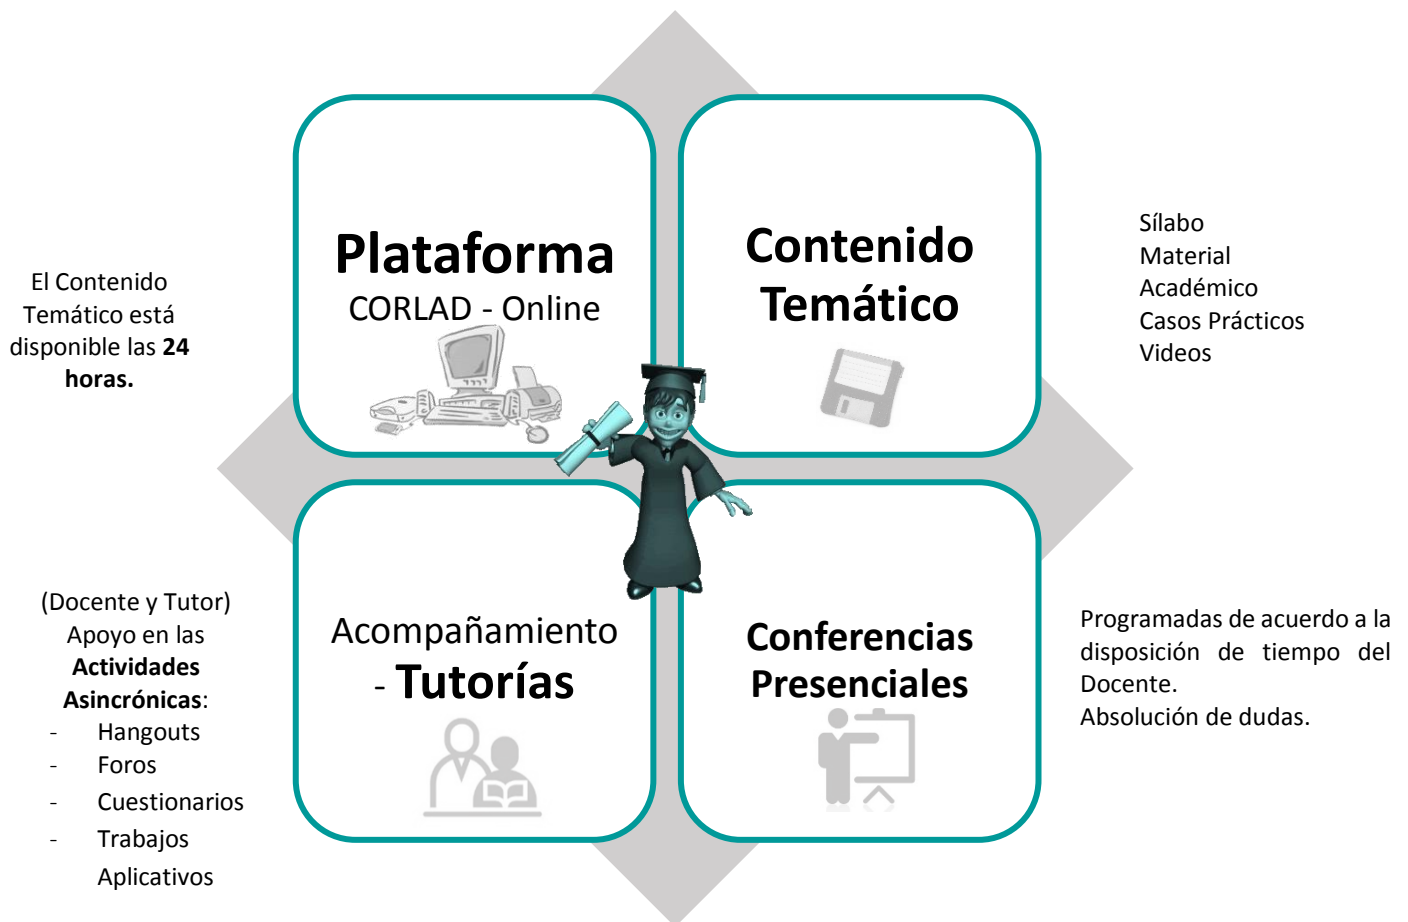 El Contenido
Temático está
disponible las 24
horas.
Plataforma
CORLAD - Online
Contenido
Temático
Sílabo
Material
Académico
Casos Prácticos
Videos
(Docente y Tutor)
Apoyo en las
Actividades
Asincrónicas:
- Hangouts
- Foros
- Cuestionarios
- Trabajos
Aplicativos
Acompañamiento
- Tutorías
Conferencias
Presenciales
Programadas de acuerdo a la
disposición de tiempo del
Docente.
Absolución de dudas.